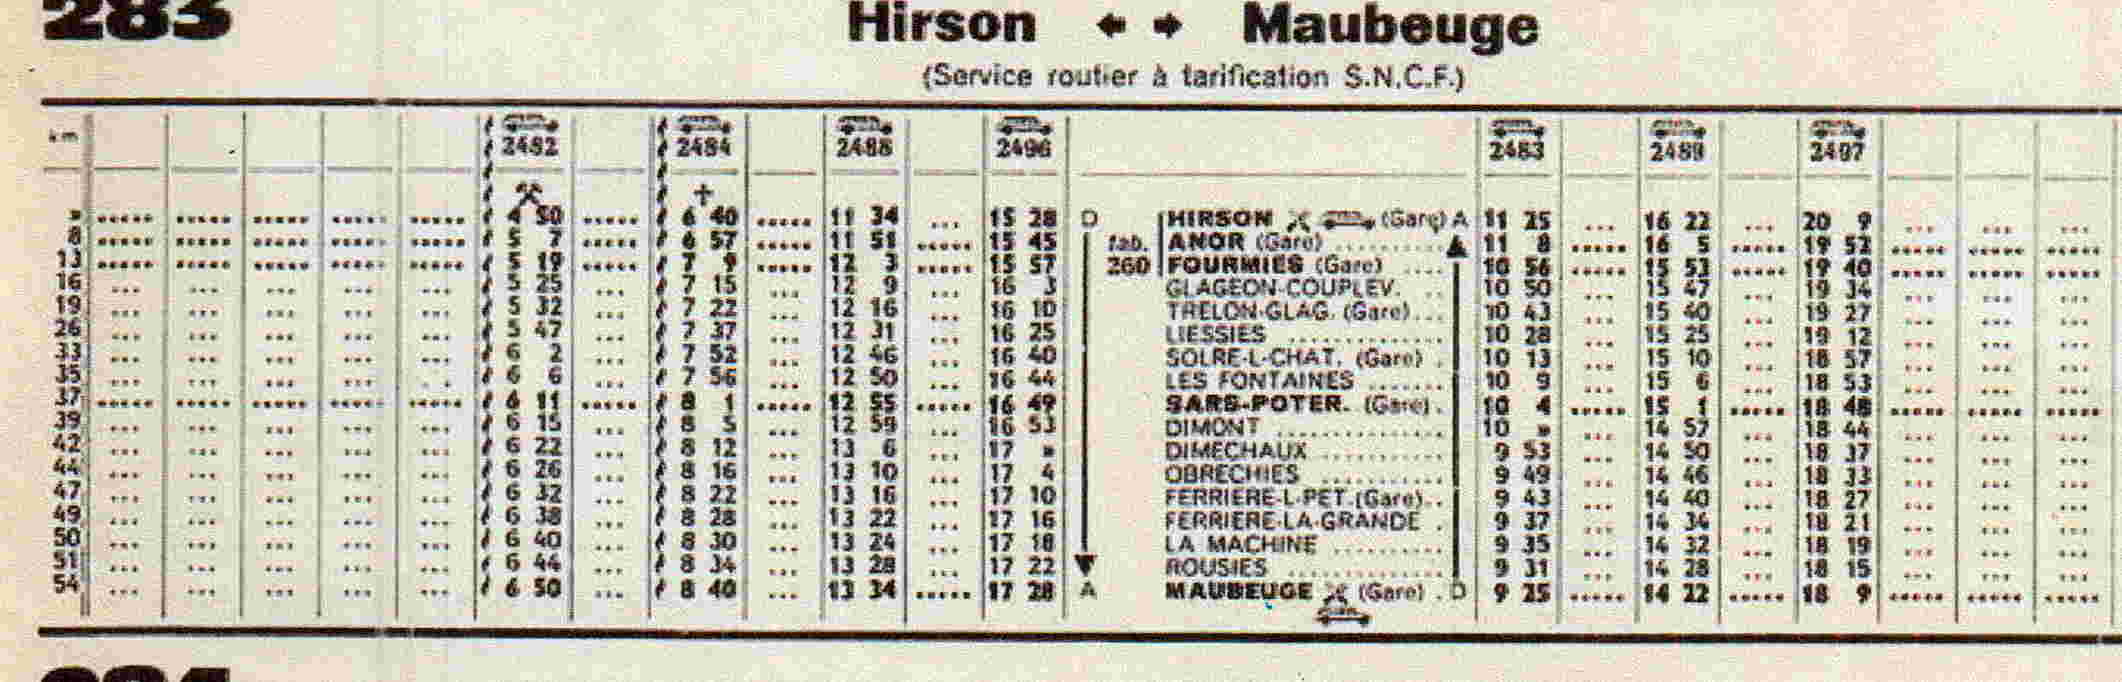 283
Hirson ← → Maubeuge
(Service routier à tarification S.N.C.F.)
km 2482 2484 2488 2496 2483 2489 2497
» 4 50 6 40 11 34 15 28 D HIRSON (Gare) A 11 25 16 22 20 9
8 5 7 6 57 11 51 15 45 tab. ANOR (Gare) 11 8 16 5 19 52
13 5 19 7 9 12 3 15 57 260 FOURMIES (Gare) 10 56 15 53 19 40
16 5 25 7 15 12 9 16 3 GLAGEON-COUPLEV. 10 50 15 47 19 34
19 5 32 7 22 12 16 16 10 TRELON-GLAG. (Gare) 10 43 15 40 19 27
26 5 47 7 37 12 31 16 25 LIESSIES 10 28 15 25 19 12
33 6 2 7 52 12 46 16 40 SOLRE-L-CHAT. (Gare) 10 13 15 10 18 57
35 6 6 7 56 12 50 16 44 LES FONTAINES 10 9 15 6 18 53
37 6 11 8 1 12 55 16 49 SARS-POTER. (Gare) 10 4 15 1 18 48
39 6 15 8 5 12 59 16 53 DIMONT 10 » 14 57 18 44
42 6 22 8 12 13 6 17 » DIMECHAUX 9 53 14 50 18 37
44 6 26 8 16 13 10 17 4 OBRECHIES 9 49 14 46 18 33
47 6 32 8 22 13 16 17 10 FERRIERE-L-PET.(Gare) 9 43 14 40 18 27
49 6 38 8 28 13 22 17 16 FERRIERE-LA-GRANDE 9 37 14 34 18 21
50 6 40 8 30 13 24 17 18 LA MACHINE 9 35 14 32 18 19
51 6 44 8 34 13 28 17 22 ROUSIES 9 31 14 28 18 15
54 6 50 8 40 13 34 17 28 A MAUBEUGE (Gare) D 9 25 14 22 18 9